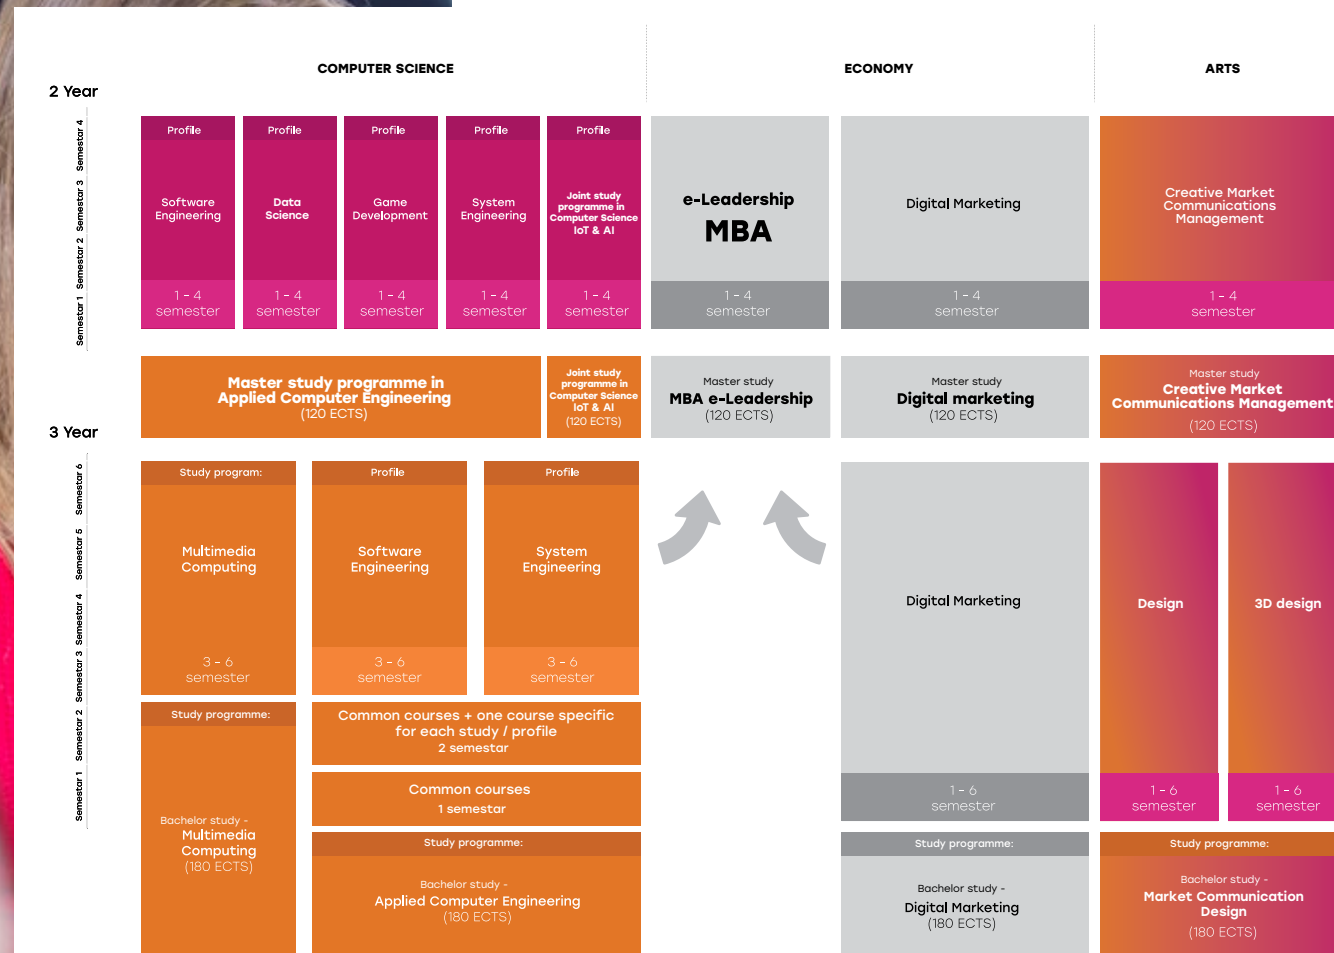 COMPUTER SCIENCE
ECONOMY
ARTS
2 Year
Semestar 4
Semestar 3
Semestar 2
Semestar 1
Profile
Software
Engineering
1 – 4
semester
Profile
Data
Science
1 – 4
semester
Profile
Game
Development
1 – 4
semester
Profile
System
Engineering
1 – 4
semester
Profile
Joint study
programme in
Computer Science
IoT & AI
1 – 4
semester
e-Leadership
MBA
1 – 4
semester
Digital Marketing
1 – 4
semester
Creative Market
Communications
Management
1 – 4
semester
Master study programme in
Applied Computer Engineering
(120 ECTS)
Joint study
programme in
Computer Science
IoT & AI
(120 ECTS)
Master study
MBA e-Leadership
(120 ECTS)
Master study
Digital marketing
(120 ECTS)
Master study
Creative Market
Communications Management
(120 ECTS)
3 Year
Semestar 6
Semestar 5
Semestar 4
Semestar 3
Semestar 2
Semestar 1
Study program:
Multimedia
Computing
3 – 6
semester
Profile
Software
Engineering
3 – 6
semester
Profile
System
Engineering
3 – 6
semester
Digital Marketing
1 – 6
semester
Design
1 – 6
semester
3D design
1 – 6
semester
Study programme:
Bachelor study -
Multimedia
Computing
(180 ECTS)
Common courses + one course specific
for each study / profile
2 semestar
Common courses
1 semestar
Study programme:
Bachelor study -
Applied Computer Engineering
(180 ECTS)
Study programme:
Bachelor study -
Digital Marketing
(180 ECTS)
Study programme:
Bachelor study -
Market Communication
Design
(180 ECTS)